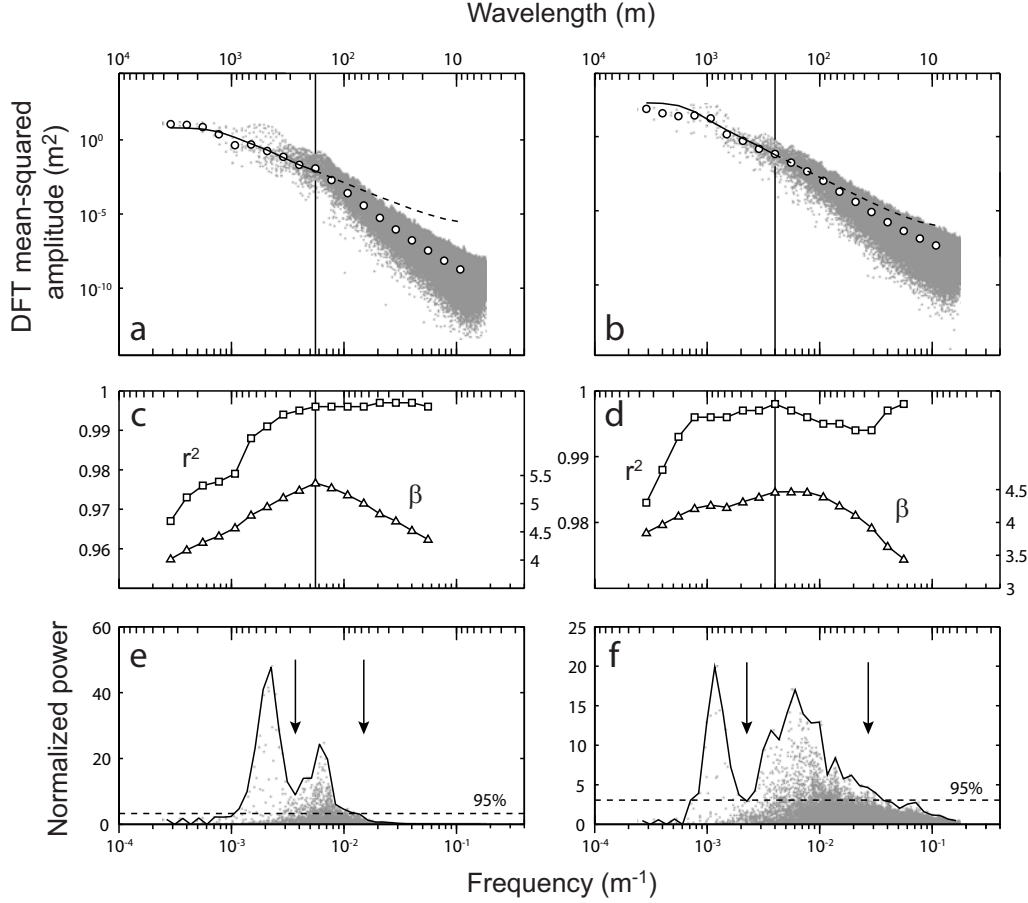 Wavelength (m)
10⁴ 10³ 10² 10 10⁴ 10³ 10² 10
DFT mean-squared
amplitude (m²)
10⁰
10⁻⁵
10⁻¹⁰
a b
1 1
0.99 0.99
0.98 0.98
0.97
0.96
c d
r² r²
β β
5.5
5
4.5
4
4.5
4
3.5
3
Normalized power
60 25
40 20
20 15
0 10
5
0
e f
95% 95%
10⁻⁴ 10⁻³ 10⁻² 10⁻¹ 10⁻⁴ 10⁻³ 10⁻² 10⁻¹
Frequency (m⁻¹)